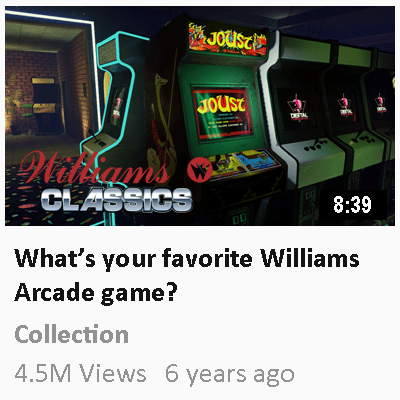 JOUST
JOUST
Williams
CLASSICS
8:39
What's your favorite Williams
Arcade game?
Collection
4.5M Views 6 years ago